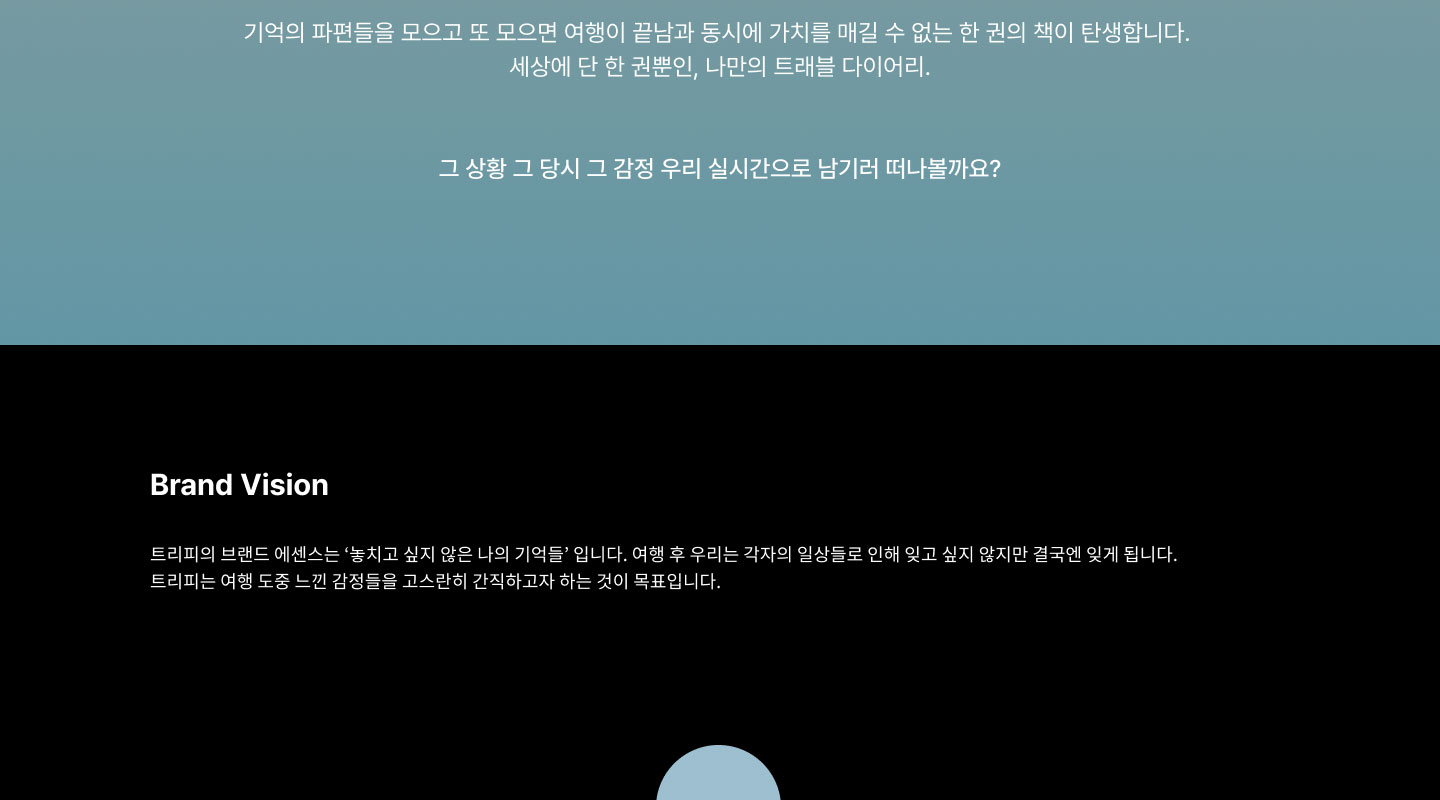 기억의 파편들을 모으고 또 모으면 여행이 끝남과 동시에 가치를 매길 수 없는 한 권의 책이 탄생합니다.
세상에 단 한 권뿐인, 나만의 트래블 다이어리.
그 상황 그 당시 그 감정 우리 실시간으로 남기러 떠나볼까요?
Brand Vision
트리피의 브랜드 에센스는 ‘놓치고 싶지 않은 나의 기억들’ 입니다. 여행 후 우리는 각자의 일상들로 인해 잊고 싶지 않지만 결국엔 잊게 됩니다.
트리피는 여행 도중 느낀 감정들을 고스란히 간직하고자 하는 것이 목표입니다.